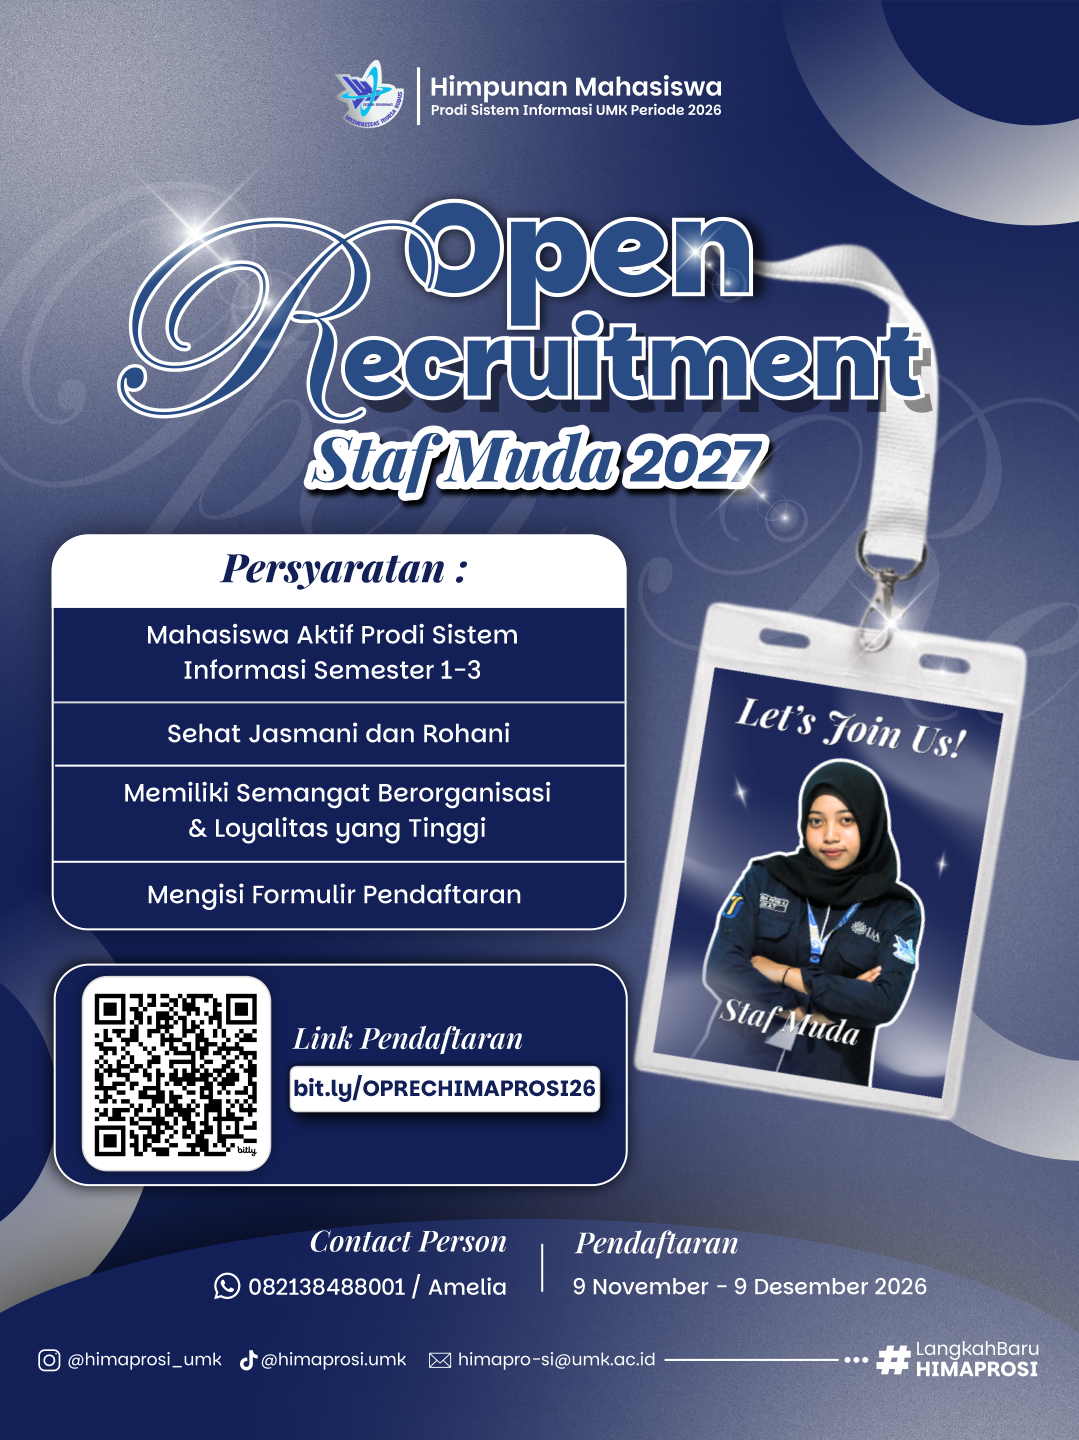 Himpunan Mahasiswa
Prodi Sistem Informasi UMK Periode 2026
Open
Recruitment
Staf Muda 2027
Persyaratan :
Mahasiswa Aktif Prodi Sistem
Informasi Semester 1-3
Sehat Jasmani dan Rohani
Memiliki Semangat Berorganisasi
& Loyalitas yang Tinggi
Mengisi Formulir Pendaftaran
Let's Join Us!
Staf Muda
bitly
Link Pendaftaran
bit.ly/OPRECHIMAPROSI26
Contact Person
082138488001 / Amelia
Pendaftaran
9 November - 9 Desember 2026
@himaprosi_umk
@himaprosi.umk
himapro-si@umk.ac.id
#LangkahBaru
HIMAPROSI